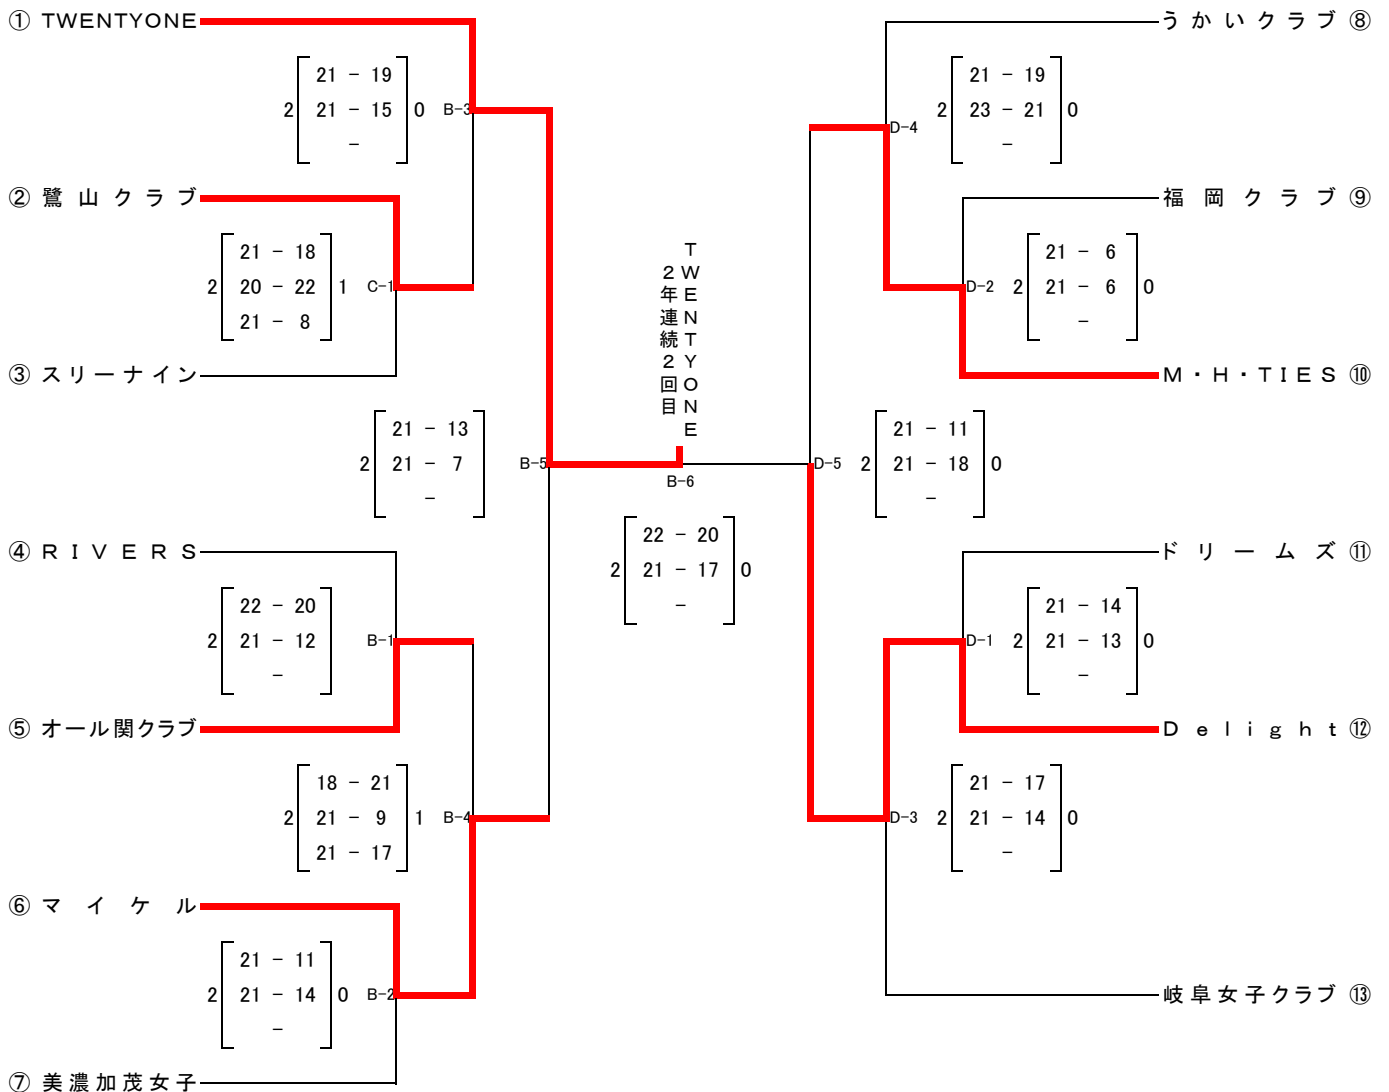 ① TWENTYONE
21 - 19
2 21 - 15 0 B-3
-
② 鷺山クラブ
21 - 18
2 20 - 22 1 C-1
21 - 8
③ スリーナイン
21 - 13
2 21 - 7 B-5
-
④ RIVERS
22 - 20
2 21 - 12 B-1
-
⑤ オール関クラブ
18 - 21
2 21 - 9 1 B-4
21 - 17
⑥ マイケル
21 - 11
2 21 - 14 0 B-2
-
⑦ 美濃加茂女子
TWENTYONE
2年連続2回目
B-6
22 - 20
2 21 - 17 0
-
うかいクラブ ⑧
21 - 19
D-4 2 23 - 21 0
-
福岡クラブ ⑨
21 - 6
D-2 2 21 - 6 0
-
M・H・TIES ⑩
21 - 11
D-5 2 21 - 18 0
-
ドリームズ ⑪
21 - 14
D-1 2 21 - 13 0
-
Delight ⑫
21 - 17
D-3 2 21 - 14 0
-
岐阜女子クラブ ⑬